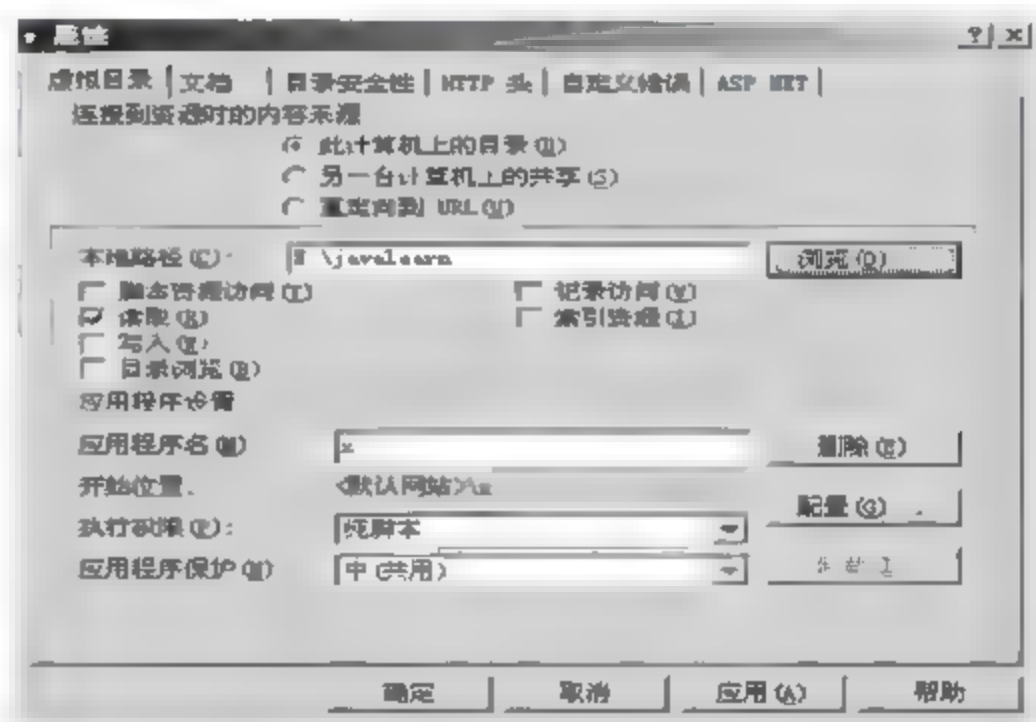 属性
虚拟目录 文档 目录安全性 HTTP 头 自定义错误 ASP.NET
连接到资源时的内容来源
此计算机上的目录(D)
另一台计算机上的共享(S)
重定向到 URL(U)
本地路径(C): \javalearn 浏览(O)
脚本资源访问(T) 记录访问(V)
读取(R) 索引资源(I)
写入(W)
目录浏览(B)
应用程序设置
应用程序名(M) 删除(E)
开始位置: <默认网站>\
执行权限(P): 纯脚本 配置(G)
应用程序保护(N) 中(共用)
确定 取消 应用(A) 帮助